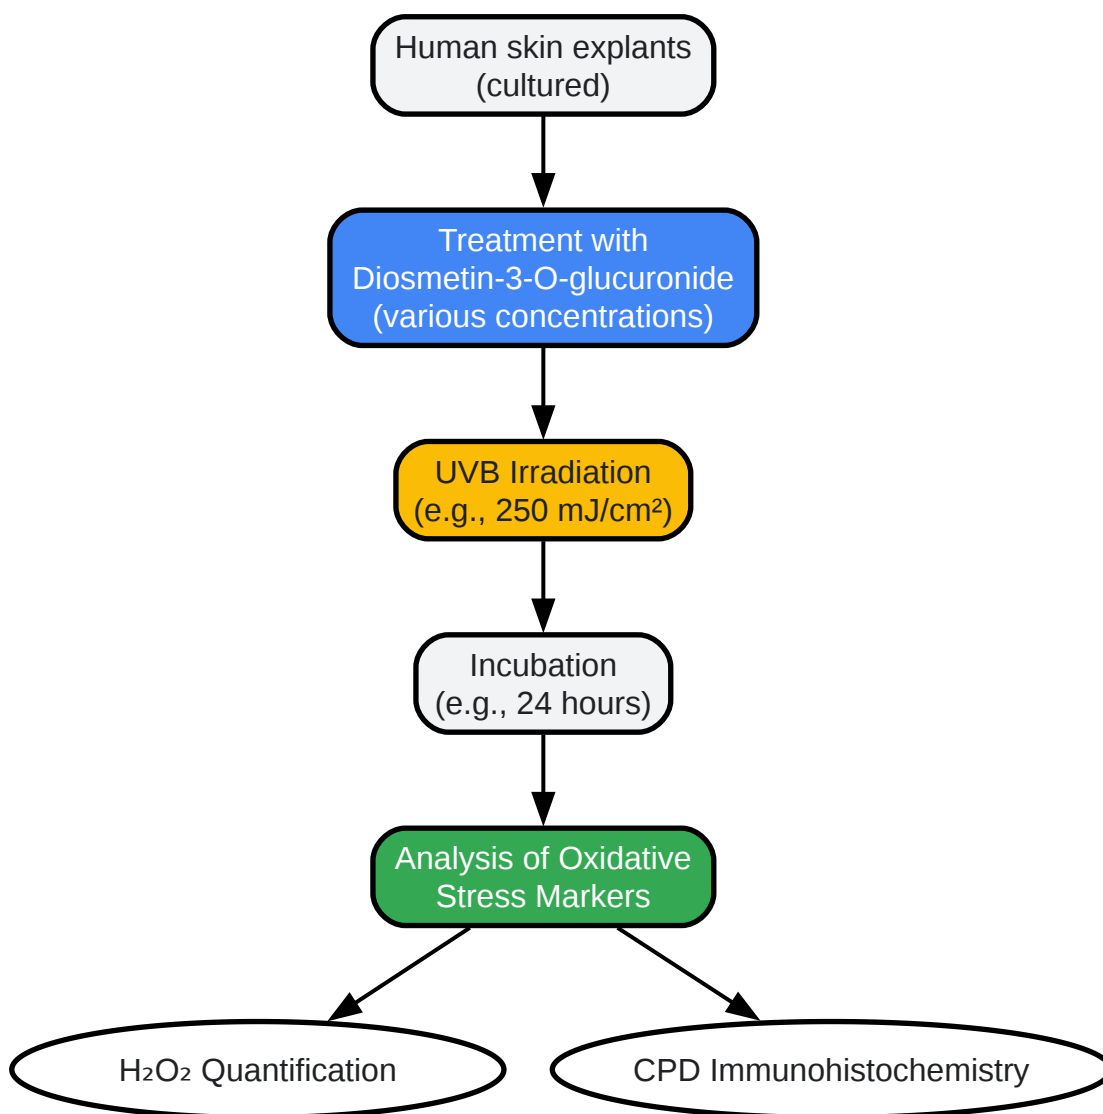 Human skin explants
(cultured)
Treatment with
Diosmetin-3-O-glucuronide
(various concentrations)
UVB Irradiation
(e.g., 250 mJ/cm²)
Incubation
(e.g., 24 hours)
Analysis of Oxidative
Stress Markers
H₂O₂ Quantification
CPD Immunohistochemistry